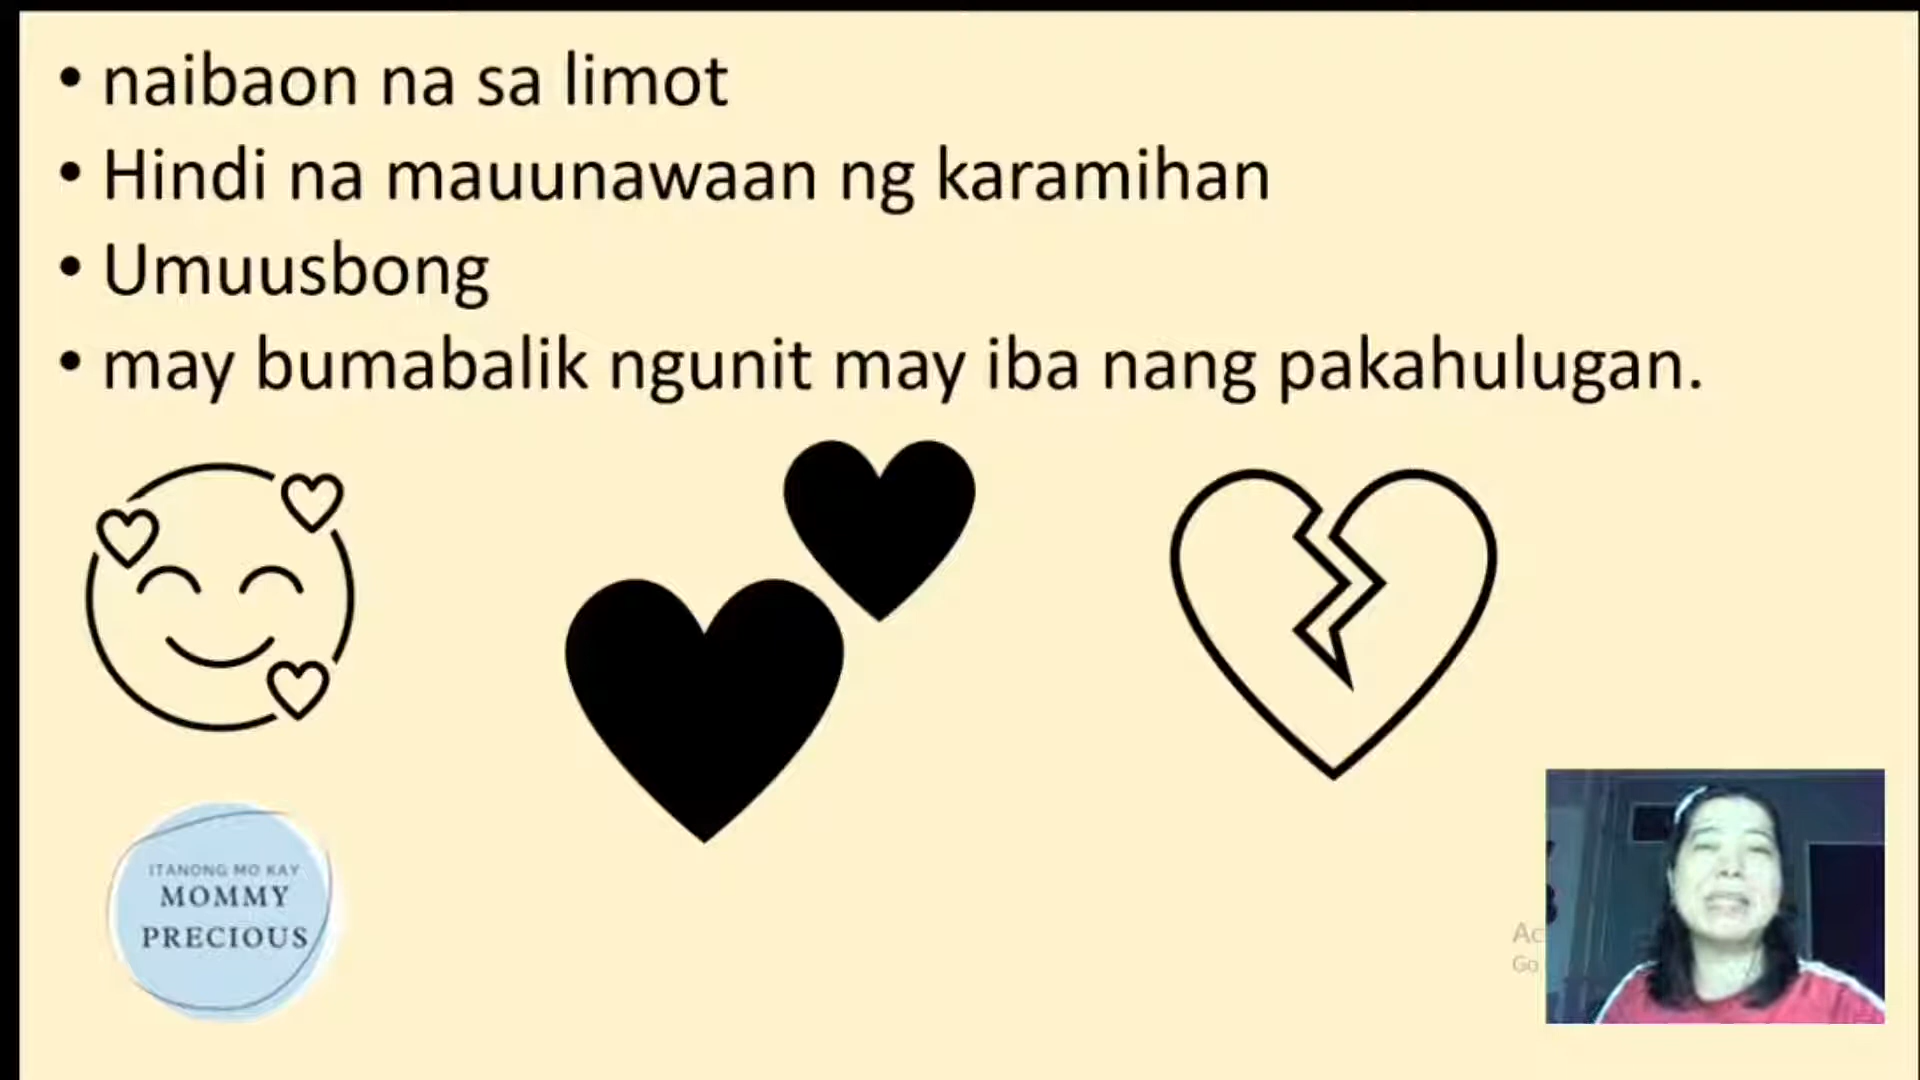 • naibaon na sa limot
• Hindi na mauunawaan ng karamihan
• Umuusbong
• may bumabalik ngunit may iba nang pakahulugan.
ITANONG MO KAY
MOMMY
PRECIOUS
Go